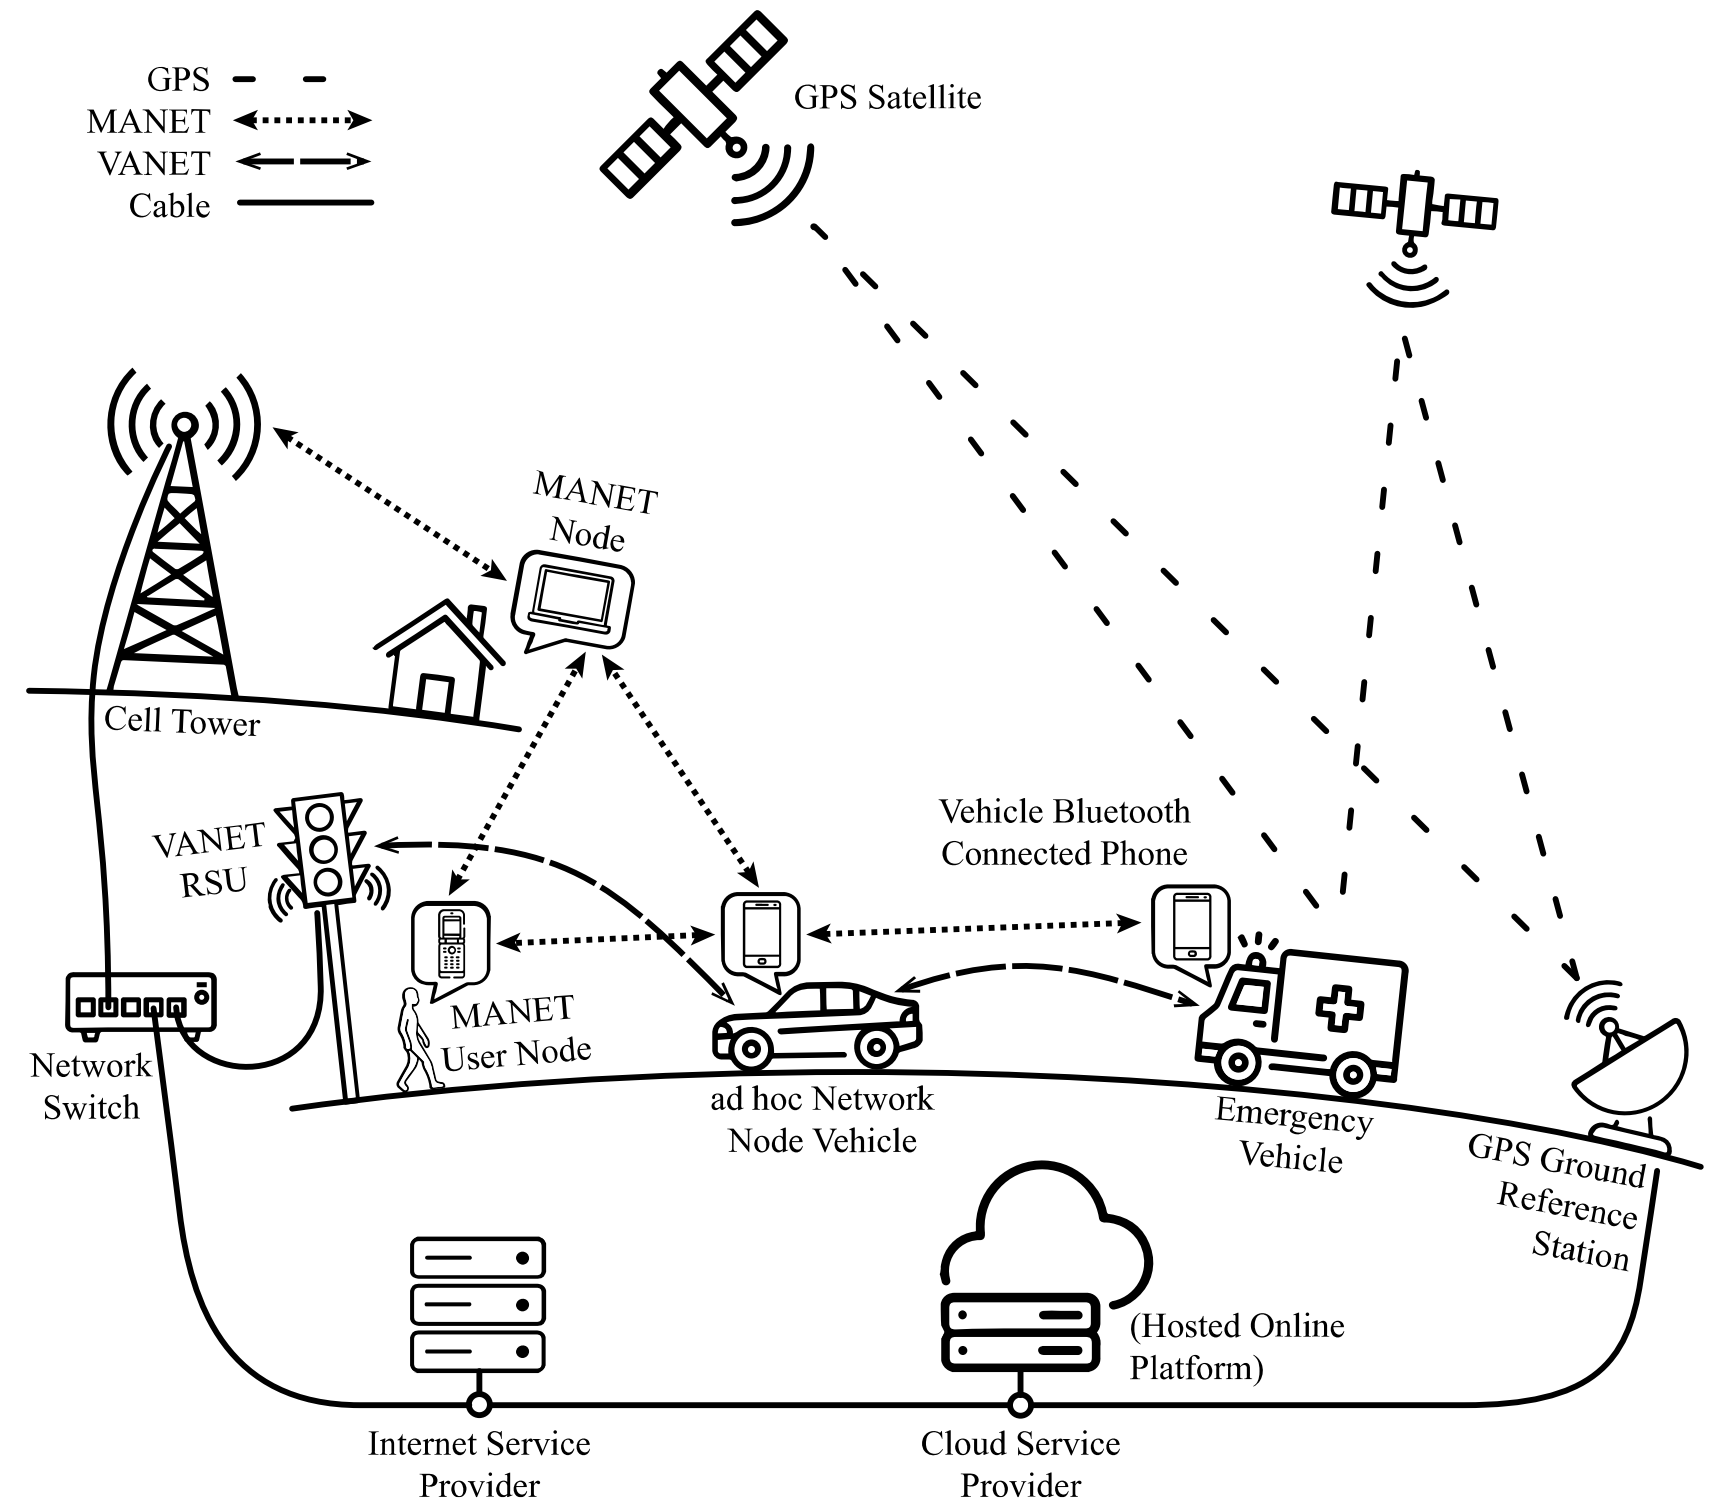 GPS
MANET
VANET
Cable
GPS Satellite
MANET
Node
Cell Tower
VANET
RSU
Vehicle Bluetooth
Connected Phone
MANET
User Node
Network
Switch
ad hoc Network
Node Vehicle
Emergency
Vehicle
GPS Ground
Reference
Station
(Hosted Online
Platform)
Internet Service
Provider
Cloud Service
Provider